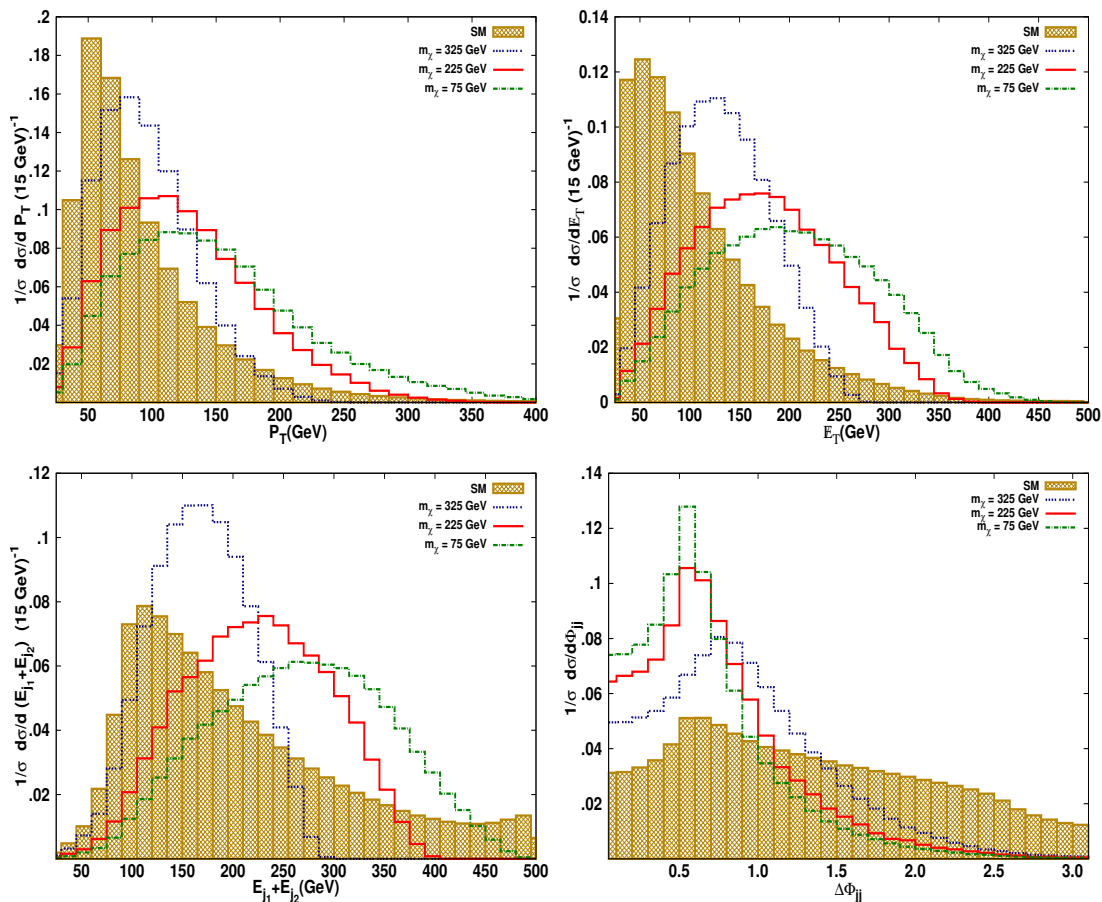 1/σ dσ/d P_T (15 GeV)^-1
.2
.18
.16
.14
.12
.1
.08
.06
.04
.02
50 100 150 200 250 300 350 400
P_T(GeV)
SM
m_χ = 325 GeV
m_χ = 225 GeV
m_χ = 75 GeV
1/σ dσ/dE̸_T (15 GeV)^-1
0.14
0.12
0.1
0.08
0.06
0.04
0.02
0
50 100 150 200 250 300 350 400 450 500
E̸_T(GeV)
SM
m_χ = 325 GeV
m_χ = 225 GeV
m_χ = 75 GeV
1/σ dσ/d (E_j1+E_j2) (15 GeV)^-1
.12
.1
.08
.06
.04
.02
50 100 150 200 250 300 350 400 450 500
E_j1+E_j2(GeV)
SM
m_χ = 325 GeV
m_χ = 225 GeV
m_χ = 75 GeV
1/σ dσ/dΦ_jj
.14
.12
.1
.08
.06
.04
.02
0.5 1.0 1.5 2.0 2.5 3.0
ΔΦ_jj
SM
m_χ = 325 GeV
m_χ = 225 GeV
m_χ = 75 GeV